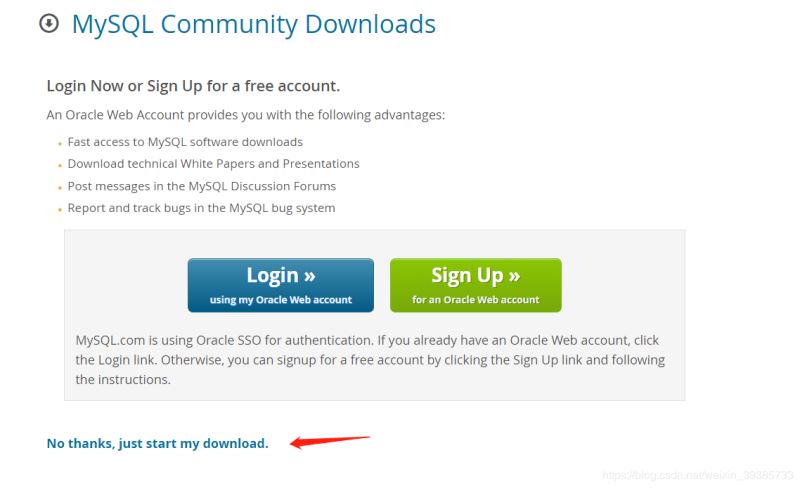 MySQL Community Downloads
Login Now or Sign Up for a free account.
An Oracle Web Account provides you with the following advantages:
Fast access to MySQL software downloads
Download technical White Papers and Presentations
Post messages in the MySQL Discussion Forums
Report and track bugs in the MySQL bug system
Login »
using my Oracle Web account
Sign Up »
for an Oracle Web account
MySQL.com is using Oracle SSO for authentication. If you already have an Oracle Web account, click
the Login link. Otherwise, you can signup for a free account by clicking the Sign Up link and following
the instructions.
No thanks, just start my download.
https://blog.csdn.net/weixin_39385733